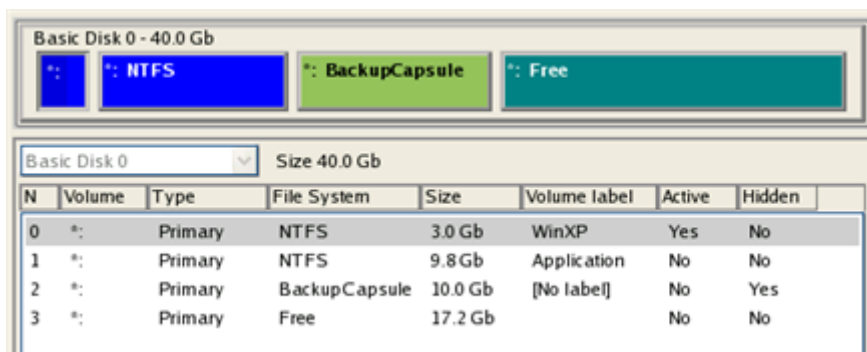 Basic Disk 0 - 40.0 Gb
*:
*: NTFS
*: BackupCapsule
*: Free
Basic Disk 0 Size 40.0 Gb
N Volume Type File System Size Volume label Active Hidden
0 *: Primary NTFS 3.0 Gb WinXP Yes No
1 *: Primary NTFS 9.8 Gb Application No No
2 *: Primary BackupCapsule 10.0 Gb [No label] No Yes
3 *: Primary Free 17.2 Gb No No